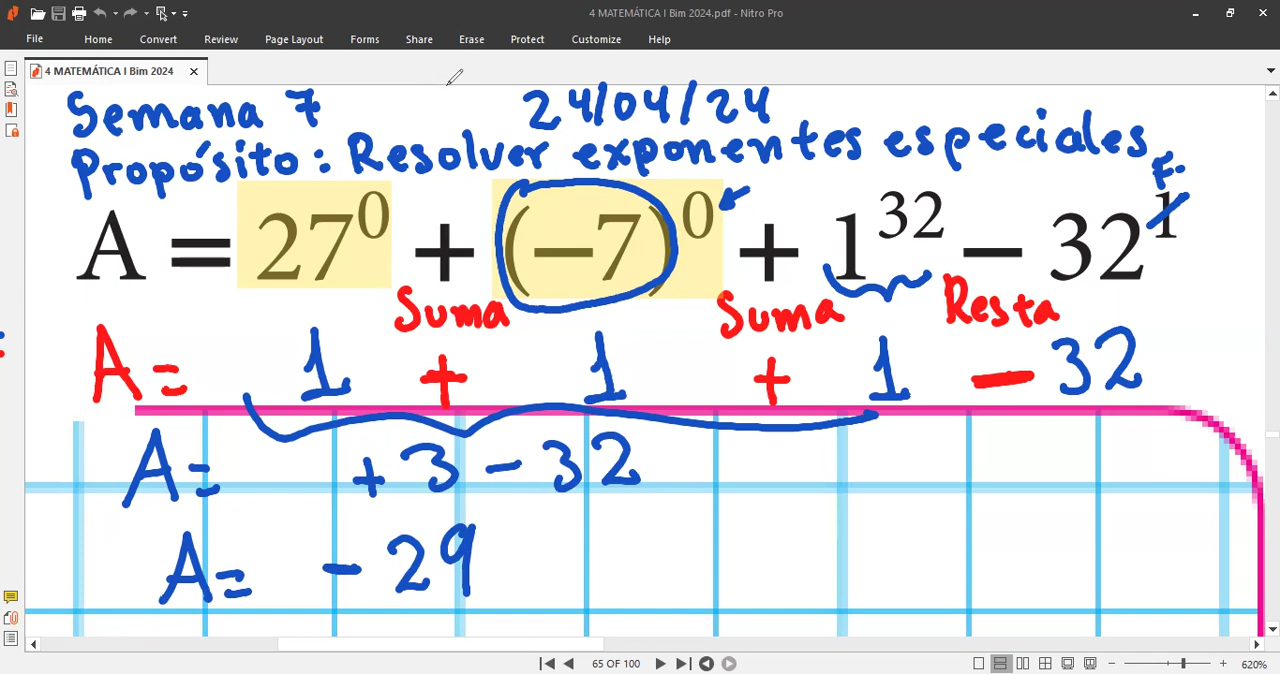 4 MATEMÁTICA I Bim 2024.pdf - Nitro Pro
File Home Convert Review Page Layout Forms Share Erase Protect Customize Help
4 MATEMÁTICA I Bim 2024
Semana 7 24/04/24
Propósito: Resolver exponentes especiales
F.
A = 27⁰ + (−7)⁰ + 1³² − 32¹
Suma Suma Resta
A= 1 + 1 + 1 − 32
A= +3 −32
A= −29
65 OF 100 620%